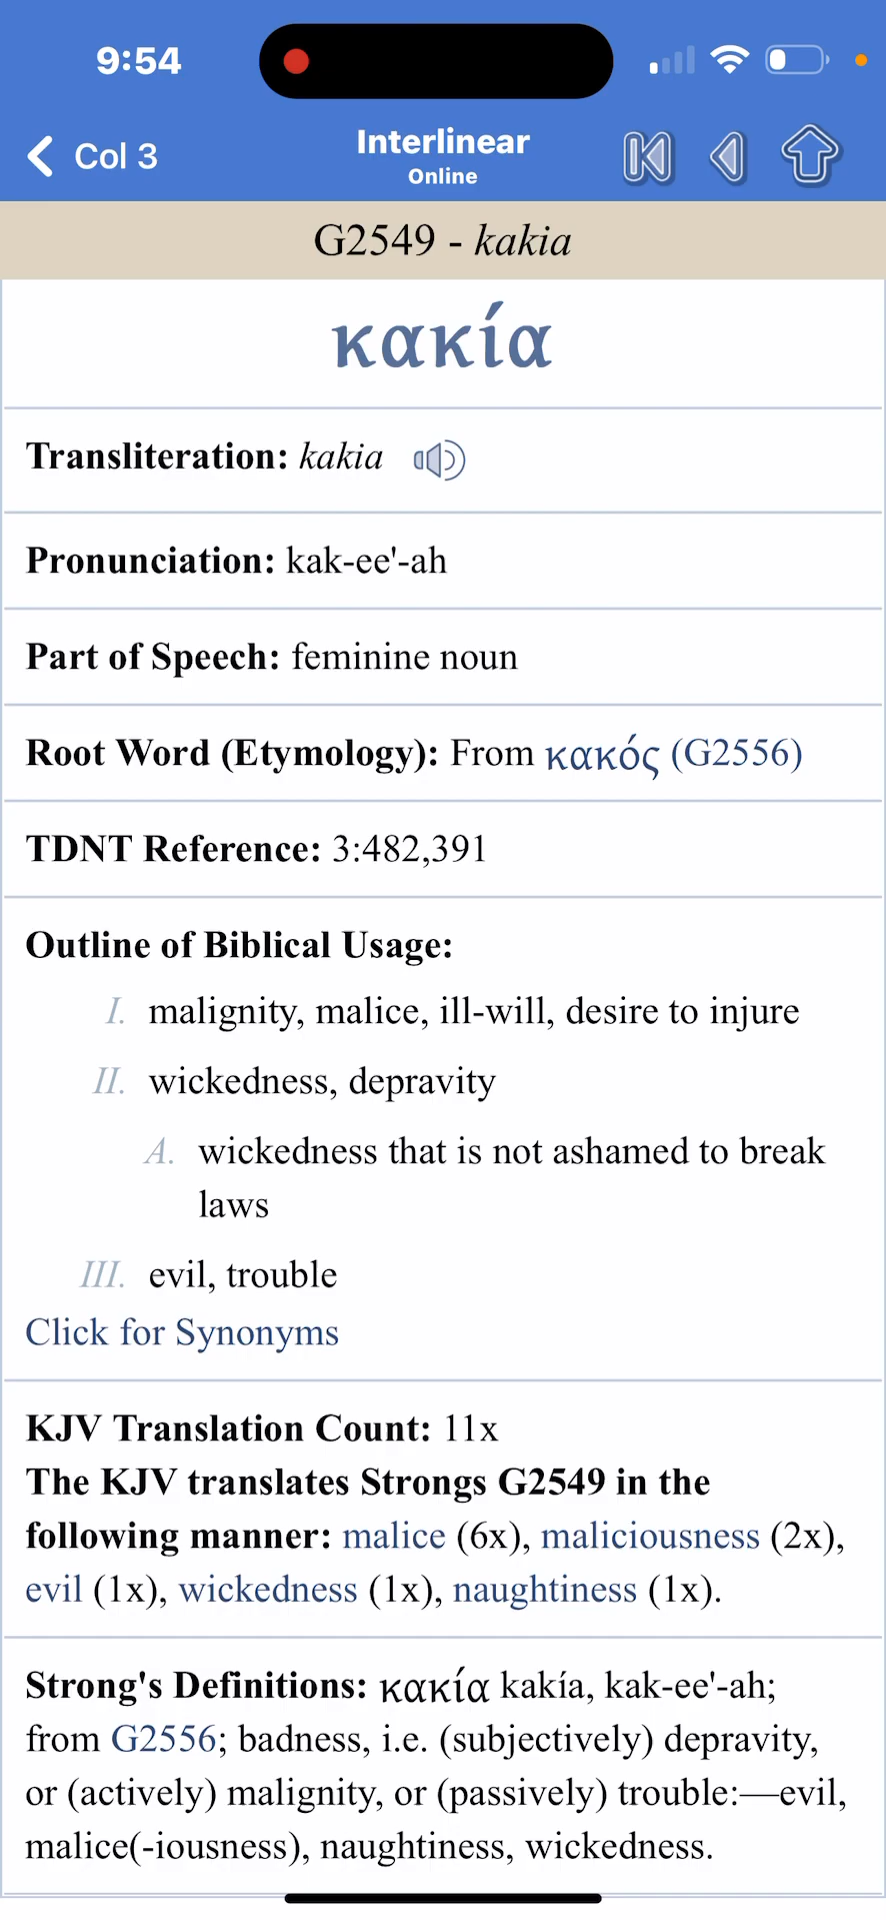 9:54
Col 3
Interlinear
Online
G2549 - kakia
κακία
Transliteration: kakia
Pronunciation: kak-ee'-ah
Part of Speech: feminine noun
Root Word (Etymology): From κακός (G2556)
TDNT Reference: 3:482,391
Outline of Biblical Usage:
I. malignity, malice, ill-will, desire to injure
II. wickedness, depravity
A. wickedness that is not ashamed to break
laws
III. evil, trouble
Click for Synonyms
KJV Translation Count: 11x
The KJV translates Strongs G2549 in the
following manner: malice (6x), maliciousness (2x),
evil (1x), wickedness (1x), naughtiness (1x).
Strong's Definitions: κακία kakía, kak-ee'-ah;
from G2556; badness, i.e. (subjectively) depravity,
or (actively) malignity, or (passively) trouble:—evil,
malice(-iousness), naughtiness, wickedness.